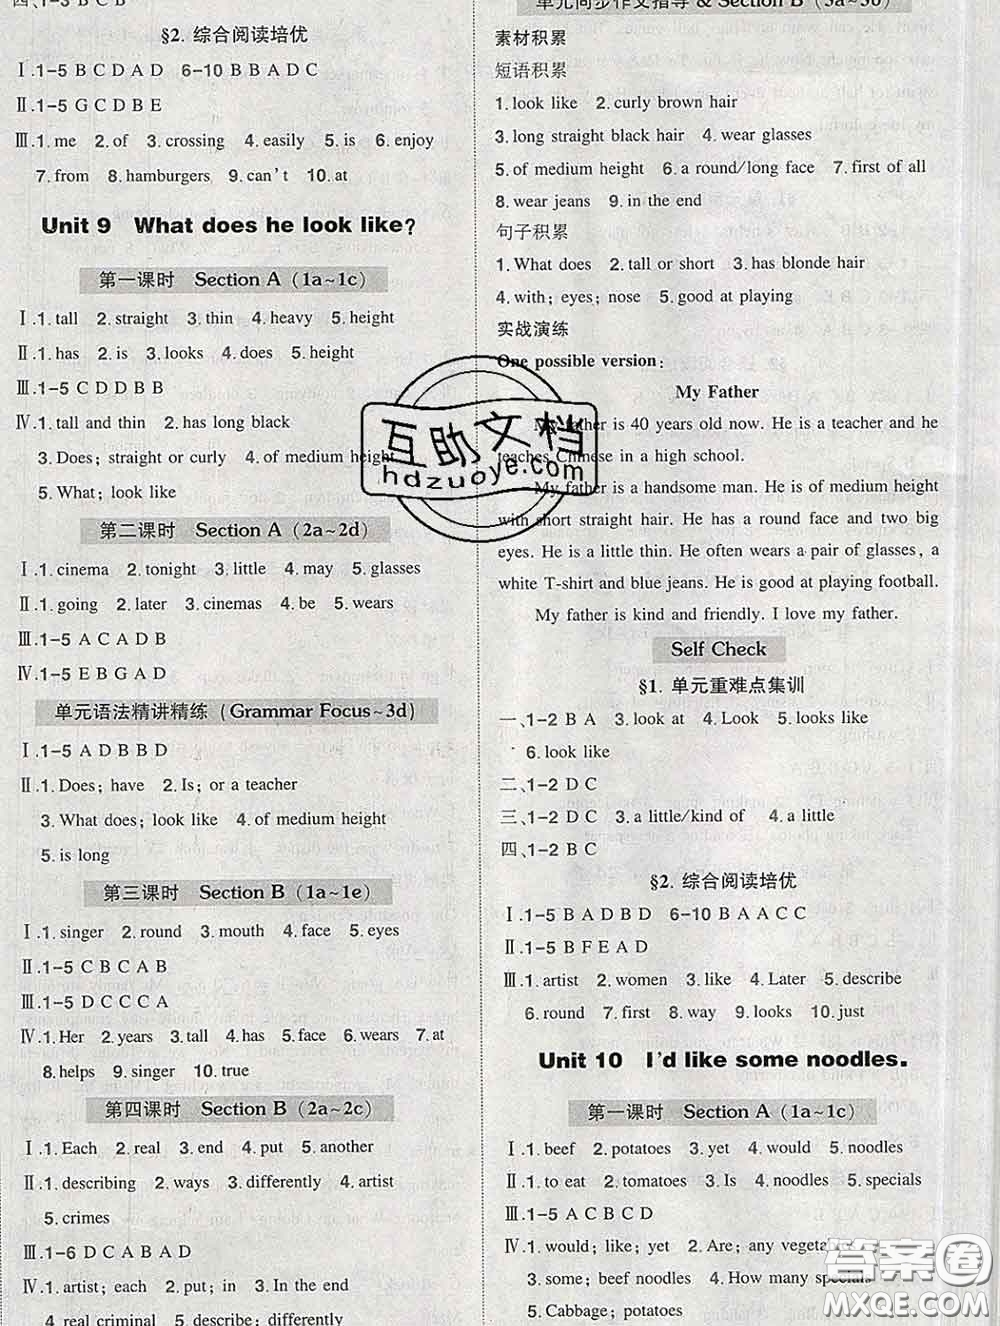 四、1-3 B C B
§2. 综合阅读培优
Ⅰ.1-5 B C D A D 6-10 B B A D C
Ⅱ.1-5 G C D B E
Ⅲ.1. me 2. of 3. crossing 4. easily 5. is 6. enjoy
7. from 8. hamburgers 9. can't 10. at
Unit 9 What does he look like?
第一课时 Section A (1a~1c)
Ⅰ.1. tall 2. straight 3. thin 4. heavy 5. height
Ⅱ.1. has 2. is 3. looks 4. does 5. height
Ⅲ.1-5 C D D B B
Ⅳ.1. tall and thin 2. has long black
3. Does; straight or curly 4. of medium height
5. What; look like
第二课时 Section A (2a~2d)
Ⅰ.1. cinema 2. tonight 3. little 4. may 5. glasses
Ⅱ.1. going 2. later 3. cinemas 4. be 5. wears
Ⅲ.1-5 A C A D B
Ⅳ.1-5 E B G A D
单元语法精讲精练 (Grammar Focus~3d)
Ⅰ.1-5 A D B B D
Ⅱ.1. Does; have 2. Is; or a teacher
3. What does; look like 4. of medium height
5. is long
第三课时 Section B (1a~1e)
Ⅰ.1. singer 2. round 3. mouth 4. face 5. eyes
Ⅱ.1-5 C B C A B
Ⅲ.1-5 D C C C A
Ⅳ.1. Her 2. years 3. tall 4. has 5. face 6. wears 7. at
8. helps 9. singer 10. true
第四课时 Section B (2a~2c)
Ⅰ.1. Each 2. real 3. end 4. put 5. another
Ⅱ.1. describing 2. ways 3. differently 4. artist
5. crimes
Ⅲ.1-6 D C A B A D
Ⅳ.1. artist; each 2. put; in 3. In the end
4. real criminal 5. draw; differently
单元同步作文指导 & Section B (3a~3b)
素材积累
短语积累
1. look like 2. curly brown hair
3. long straight black hair 4. wear glasses
5. of medium height 6. a round/long face 7. first of all
8. wear jeans 9. in the end
句子积累
1. What does 2. tall or short 3. has blonde hair
4. with; eyes; nose 5. good at playing
实战演练
One possible version:
My Father
My father is 40 years old now. He is a teacher and he
teaches Chinese in a high school.
My father is a handsome man. He is of medium height
with short straight hair. He has a round face and two big
eyes. He is a little thin. He often wears a pair of glasses, a
white T-shirt and blue jeans. He is good at playing football.
My father is kind and friendly. I love my father.
Self Check
§1. 单元重难点集训
一、1-2 B A 3. look at 4. Look 5. looks like
6. look like
二、1-2 D C
三、1-2 D C 3. a little/kind of 4. a little
四、1-2 B C
§2. 综合阅读培优
Ⅰ.1-5 B A D B D 6-10 B A A C C
Ⅱ.1-5 B F E A D
Ⅲ.1. artist 2. women 3. like 4. Later 5. describe
6. round 7. first 8. way 9. looks 10. just
Unit 10 I'd like some noodles.
第一课时 Section A (1a~1c)
Ⅰ.1. beef 2. potatoes 3. yet 4. would 5. noodles
Ⅱ.1. to eat 2. tomatoes 3. Is 4. noodles 5. specials
Ⅲ.1-5 A C B C D
Ⅳ.1. would; like; yet 2. Are; any vegetables
3. some; beef noodles 4. How many specials
5. Cabbage; potatoes
互助文档
hdzuoye.com
答案圈
MXQE.COM